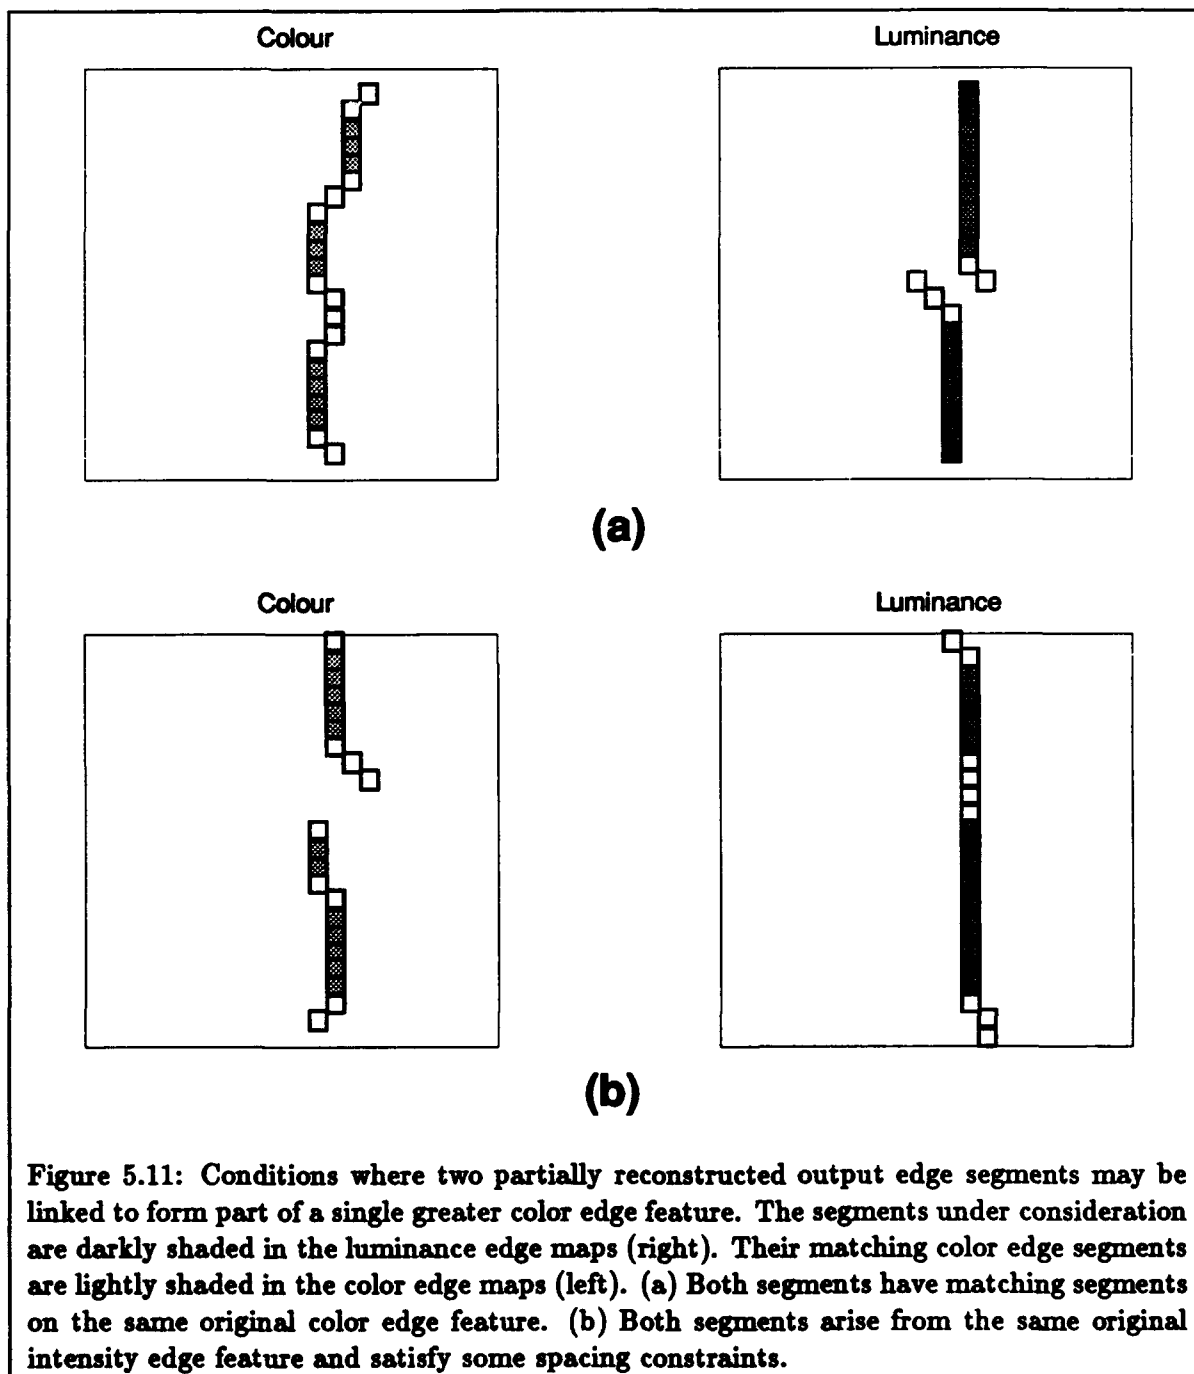 Colour Luminance
(a)
Colour Luminance
(b)
Figure 5.11: Conditions where two partially reconstructed output edge segments may be
linked to form part of a single greater color edge feature. The segments under consideration
are darkly shaded in the luminance edge maps (right). Their matching color edge segments
are lightly shaded in the color edge maps (left). (a) Both segments have matching segments
on the same original color edge feature. (b) Both segments arise from the same original
intensity edge feature and satisfy some spacing constraints.